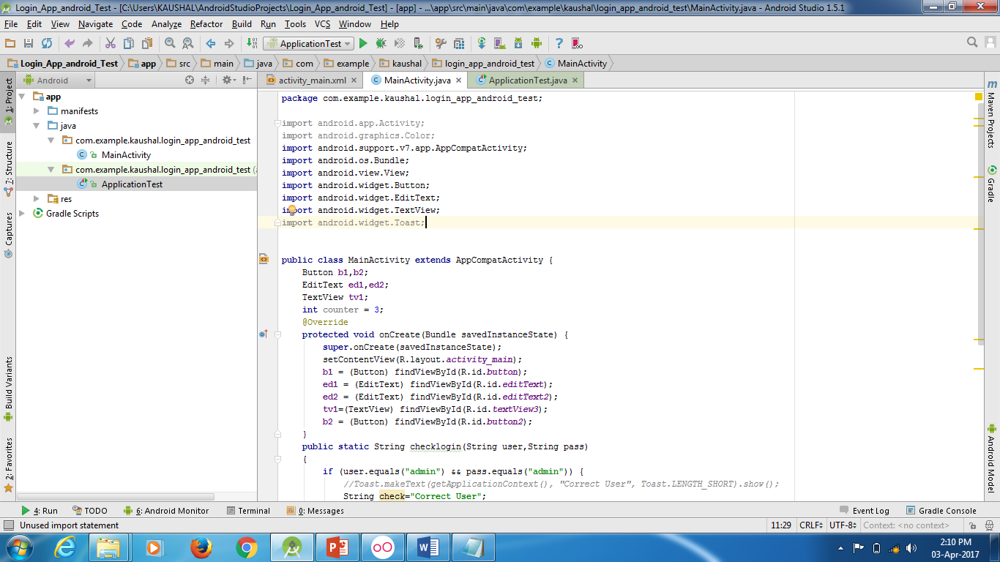 Login_App_android_Test - [C:\Users\KAUSHAL\AndroidStudioProjects\Login_App_android_Test] - [app] - ...\app\src\main\java\com\example\kaushal\login_app_android_test\MainActivity.java - Android Studio 1.5.1
File Edit View Navigate Code Analyze Refactor Build Run Tools VCS Window Help
ApplicationTest
Login_App_android_Test app src main java com example kaushal login_app_android_test MainActivity
Android
activity_main.xml MainActivity.java ApplicationTest.java
1: Project
7: Structure
Captures
Build Variants
2: Favorites
app
manifests
java
com.example.kaushal.login_app_android_test
MainActivity
com.example.kaushal.login_app_android_test (
ApplicationTest
res
Gradle Scripts
package com.example.kaushal.login_app_android_test;
import android.app.Activity;
import android.graphics.Color;
import android.support.v7.app.AppCompatActivity;
import android.os.Bundle;
import android.view.View;
import android.widget.Button;
import android.widget.EditText;
import android.widget.TextView;
import android.widget.Toast;
public class MainActivity extends AppCompatActivity {
Button b1,b2;
EditText ed1,ed2;
TextView tv1;
int counter = 3;
@Override
protected void onCreate(Bundle savedInstanceState) {
super.onCreate(savedInstanceState);
setContentView(R.layout.activity_main);
b1 = (Button) findViewById(R.id.button);
ed1 = (EditText) findViewById(R.id.editText);
ed2 = (EditText) findViewById(R.id.editText2);
tv1=(TextView) findViewById(R.id.textView3);
b2 = (Button) findViewById(R.id.button2);
}
public static String checklogin(String user,String pass)
{
if (user.equals("admin") && pass.equals("admin")) {
//Toast.makeText(getApplicationContext(), "Correct User", Toast.LENGTH_SHORT).show();
String check="Correct User";
m Maven Projects
Gradle
Android Model
4: Run TODO 6: Android Monitor Terminal 0: Messages Event Log Gradle Console
Unused import statement 11:29 CRLF UTF-8 Context: <no context>
2:10 PM
03-Apr-2017